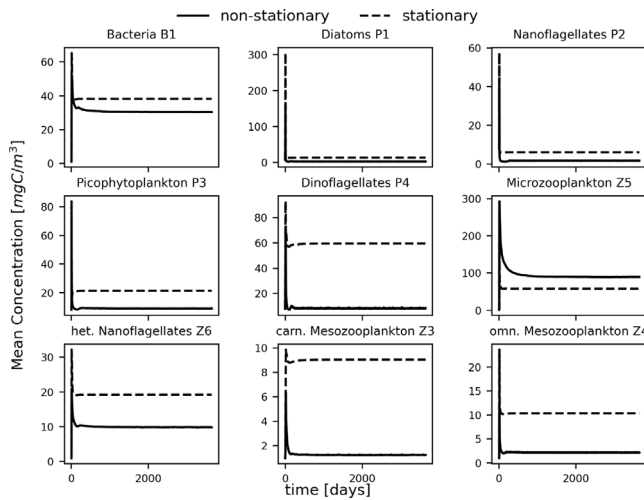 non-stationary stationary
Bacteria B1 Diatoms P1 Nanoflagellates P2
60 300 60
40 200 40
20 100 20
0 0 0
Picophytoplankton P3 Dinoflagellates P4 Microzooplankton Z5
80 80 300
60 60 200
40 40 100
20 20 0
het. Nanoflagellates Z6 carn. Mesozooplankton Z3 omn. Mesozooplankton Z4
30 10 20
20 8 15
10 6 10
0 4 5
2 0
0 2000 0 2000 0 2000
Mean Concentration [mgC/m³]
time [days]